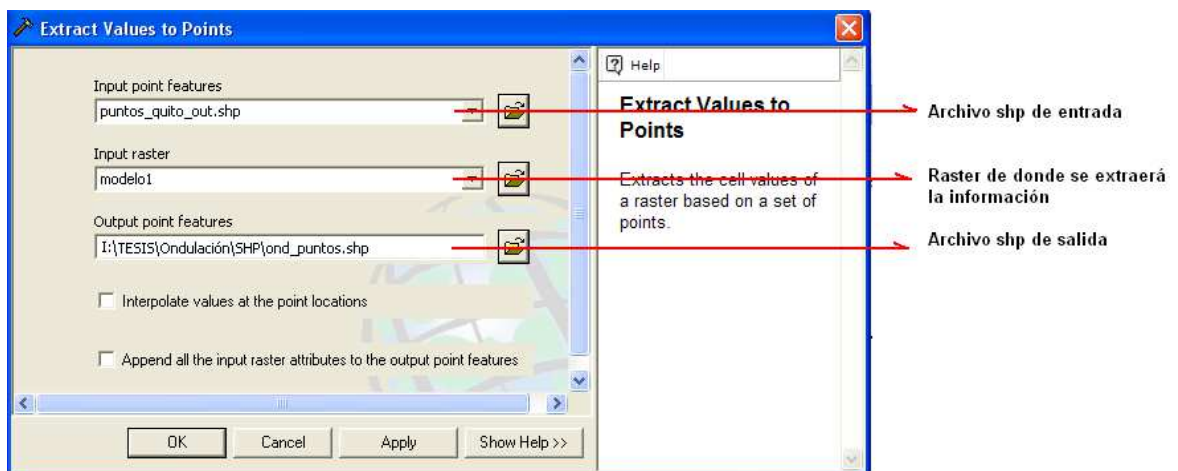 Extract Values to Points
Input point features
puntos_quito_out.shp
Input raster
modelo1
Output point features
I:\TESIS\Ondulación\SHP\ond_puntos.shp
Interpolate values at the point locations
Append all the input raster attributes to the output point features
OK
Cancel
Apply
Show Help >>
Help
Extract Values to
Points
Extracts the cell values of
a raster based on a set of
points.
Archivo shp de entrada
Raster de donde se extraerá
la información
Archivo shp de salida